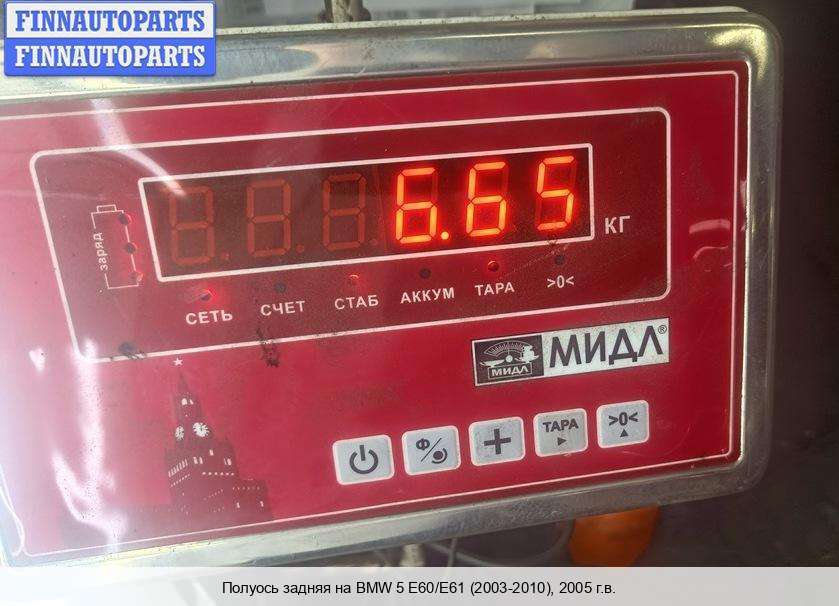 FINNAUTOPARTS
FINNAUTOPARTS
6.65
КГ
заряд
СЕТЬ СЧЕТ СТАБ АККУМ ТАРА >0<
МИДЛ МИДЛ®
Ф/ + ТАРА >0<
Полуось задняя на BMW 5 E60/E61 (2003-2010), 2005 г.в.